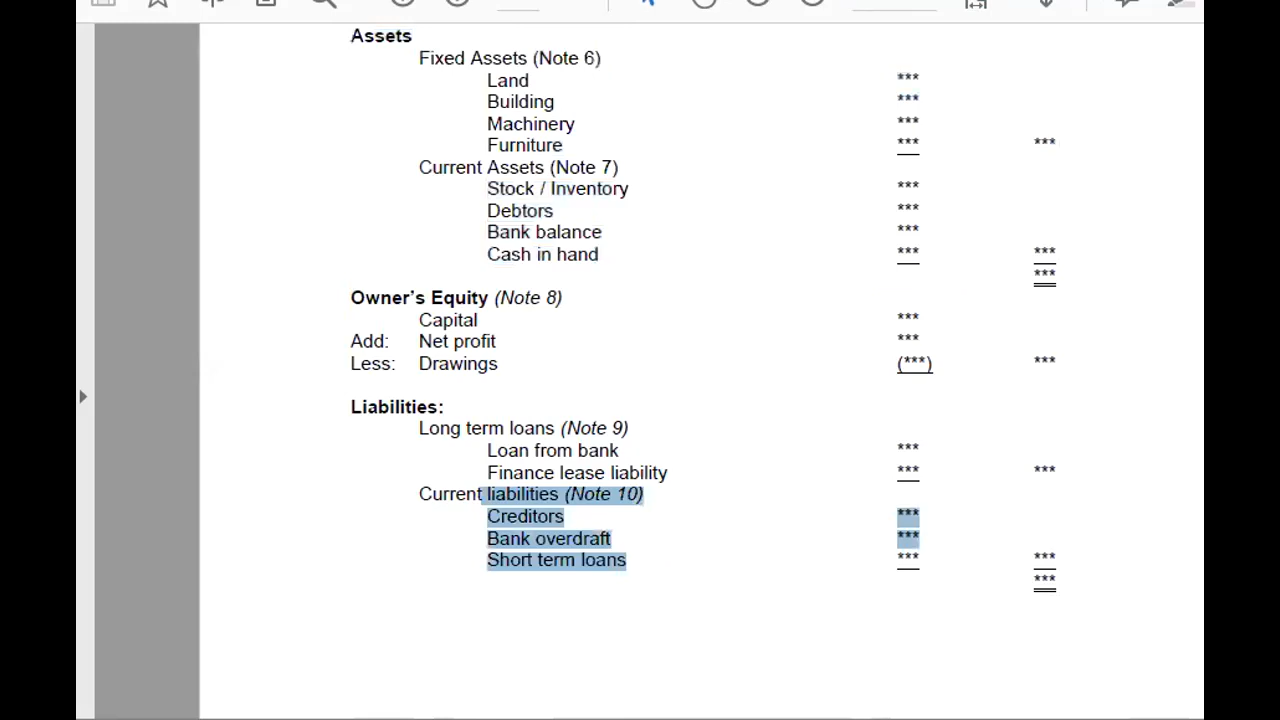 Assets
Fixed Assets (Note 6)
Land ***
Building ***
Machinery ***
Furniture *** ***
Current Assets (Note 7)
Stock / Inventory ***
Debtors ***
Bank balance ***
Cash in hand *** ***
***
Owner’s Equity (Note 8)
Capital ***
Add: Net profit ***
Less: Drawings (***) ***
Liabilities:
Long term loans (Note 9)
Loan from bank ***
Finance lease liability *** ***
Current liabilities (Note 10)
Creditors ***
Bank overdraft ***
Short term loans *** ***
***